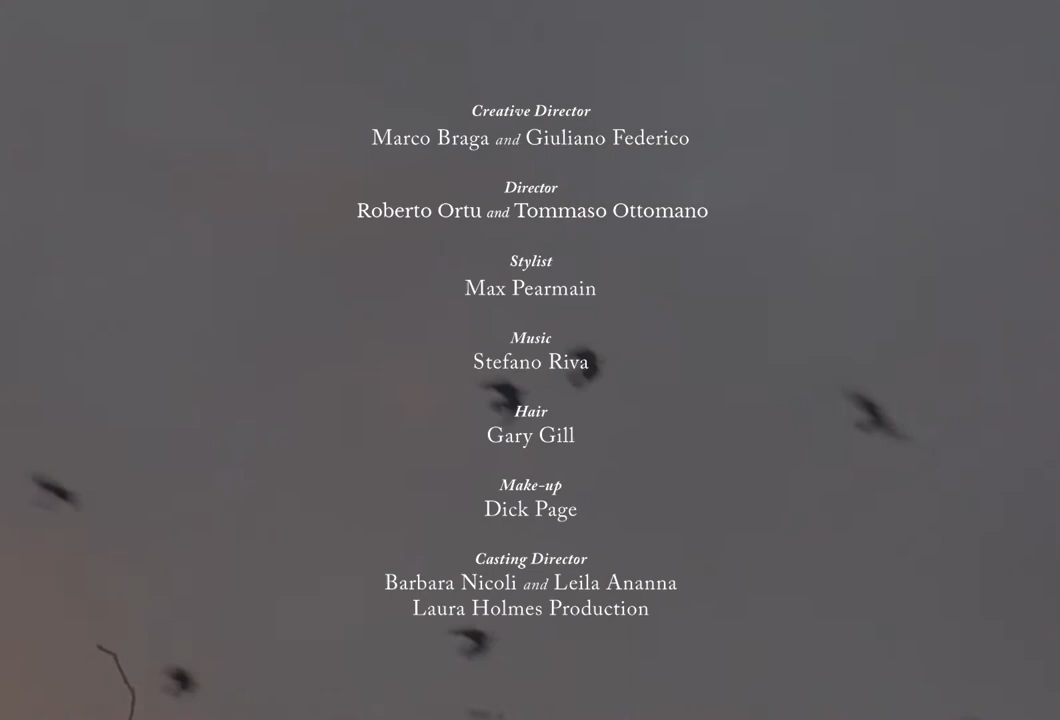 Creative Director
Marco Braga and Giuliano Federico
Director
Roberto Ortu and Tommaso Ottomano
Stylist
Max Pearmain
Music
Stefano Riva
Hair
Gary Gill
Make-up
Dick Page
Casting Director
Barbara Nicoli and Leila Ananna
Laura Holmes Production